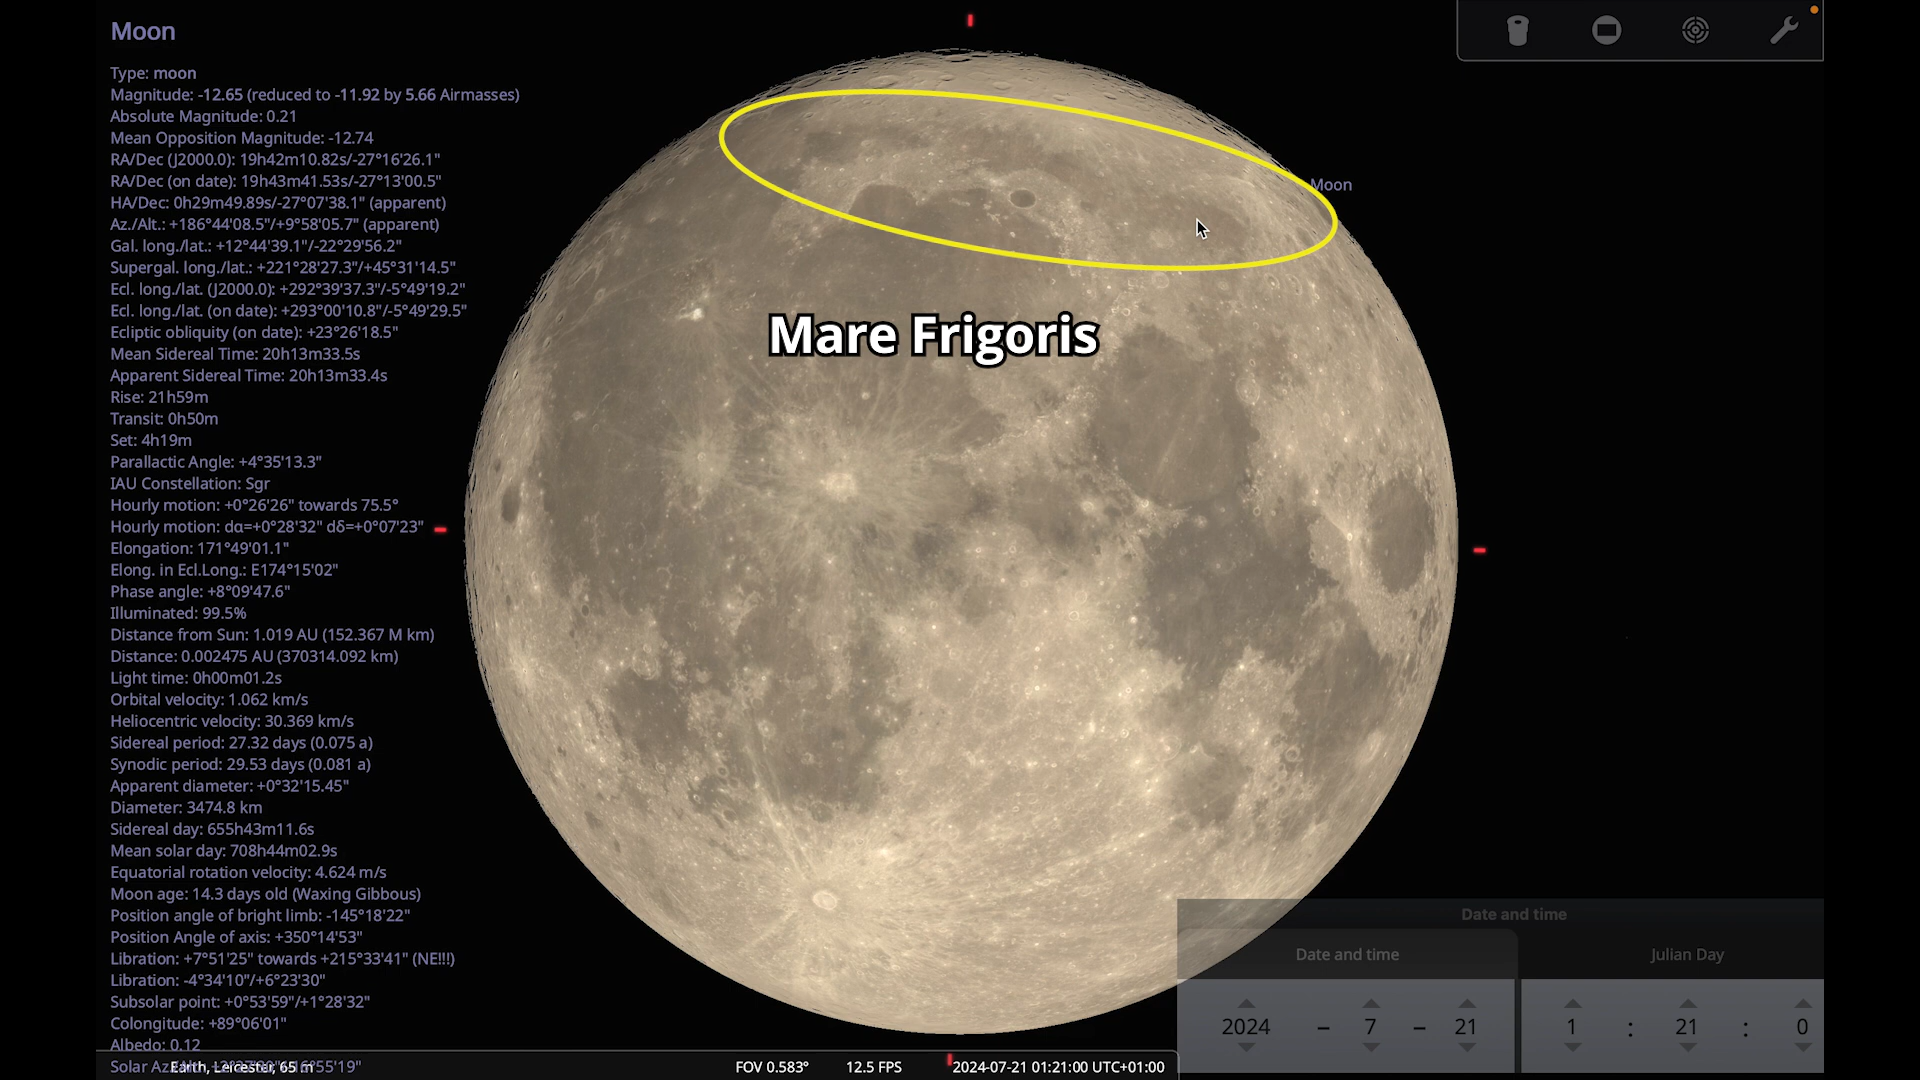 Moon
Type: moon
Magnitude: -12.65 (reduced to -11.92 by 5.66 Airmasses)
Absolute Magnitude: 0.21
Mean Opposition Magnitude: -12.74
RA/Dec (J2000.0): 19h42m10.82s/-27°16'26.1"
RA/Dec (on date): 19h43m41.53s/-27°13'00.5"
HA/Dec: 0h29m49.89s/-27°07'38.1" (apparent)
Az./Alt.: +186°44'08.5"/+9°58'05.7" (apparent)
Gal. long./lat.: +12°44'39.1"/-22°29'56.2"
Supergal. long./lat.: +221°28'27.3"/+45°31'14.5"
Ecl. long./lat. (J2000.0): +292°39'37.3"/-5°49'19.2"
Ecl. long./lat. (on date): +293°00'10.8"/-5°49'29.5"
Ecliptic obliquity (on date): +23°26'18.5"
Mean Sidereal Time: 20h13m33.5s
Apparent Sidereal Time: 20h13m33.4s
Rise: 21h59m
Transit: 0h50m
Set: 4h19m
Parallactic Angle: +4°35'13.3"
IAU Constellation: Sgr
Hourly motion: +0°26'26" towards 75.5°
Hourly motion: dα=+0°28'32" dδ=+0°07'23"
Elongation: 171°49'01.1"
Elong. in Ecl.Long.: E174°15'02"
Phase angle: +8°09'47.6"
Illuminated: 99.5%
Distance from Sun: 1.019 AU (152.367 M km)
Distance: 0.002475 AU (370314.092 km)
Light time: 0h00m01.2s
Orbital velocity: 1.062 km/s
Heliocentric velocity: 30.369 km/s
Sidereal period: 27.32 days (0.075 a)
Synodic period: 29.53 days (0.081 a)
Apparent diameter: +0°32'15.45"
Diameter: 3474.8 km
Sidereal day: 655h43m11.6s
Mean solar day: 708h44m02.9s
Equatorial rotation velocity: 4.624 m/s
Moon age: 14.3 days old (Waxing Gibbous)
Position angle of bright limb: -145°18'22"
Position Angle of axis: +350°14'53"
Libration: +7°51'25" towards +215°33'41" (NE!!!)
Libration: -4°34'10"/+6°23'30"
Subsolar point: +0°53'59"/+1°28'32"
Colongitude: +89°06'01"
Albedo: 0.12
Moon
Mare Frigoris
Date and time
Date and time Julian Day
2024 – 7 – 21 1 : 21 : 0
Earth, Leicester, 65 m FOV 0.583° 12.5 FPS 2024-07-21 01:21:00 UTC+01:00